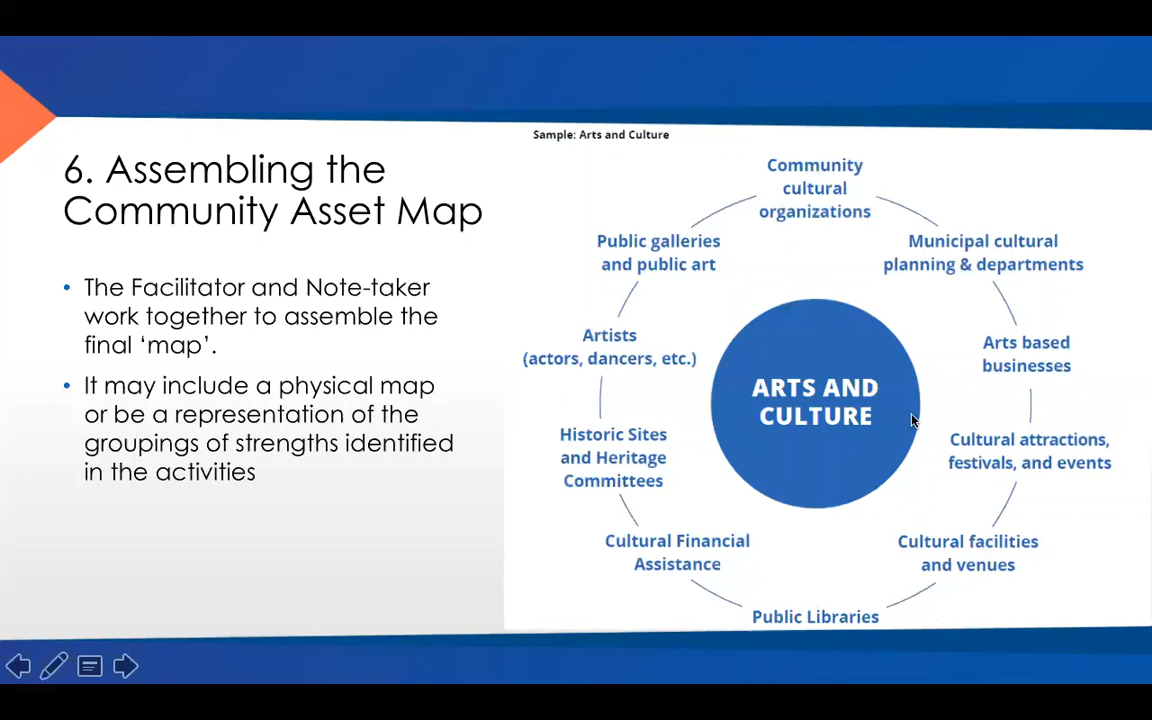 6. Assembling the
Community Asset Map
• The Facilitator and Note-taker
work together to assemble the
final ‘map’.
• It may include a physical map
or be a representation of the
groupings of strengths identified
in the activities
Sample: Arts and Culture
Community
cultural
organizations
Municipal cultural
planning & departments
Arts based
businesses
Cultural attractions,
festivals, and events
Cultural facilities
and venues
Public Libraries
Cultural Financial
Assistance
Historic Sites
and Heritage
Committees
Artists
(actors, dancers, etc.)
Public galleries
and public art
ARTS AND
CULTURE